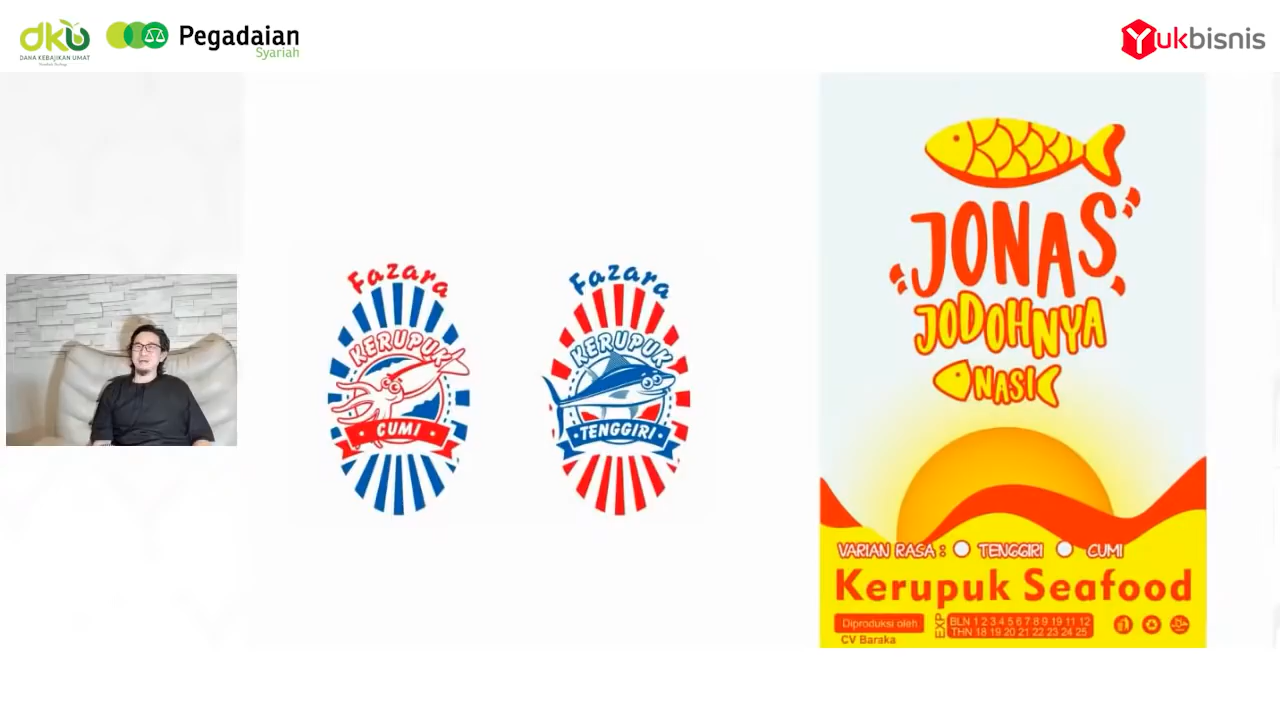 dku
DANA KEBAJIKAN UMAT
Pegadaian
Syariah
Yukbisnis
Fazara
KERUPUK
CUMI
Fazara
KERUPUK
TENGGIRI
JONAS
JODOHNYA
NASI
VARIAN RASA : TENGGIRI CUMI
Kerupuk Seafood
Diproduksi oleh
CV Baraka
EXP
BLN 1 2 3 4 5 6 7 8 9 10 11 12
THN 18 19 20 21 22 23 24 25